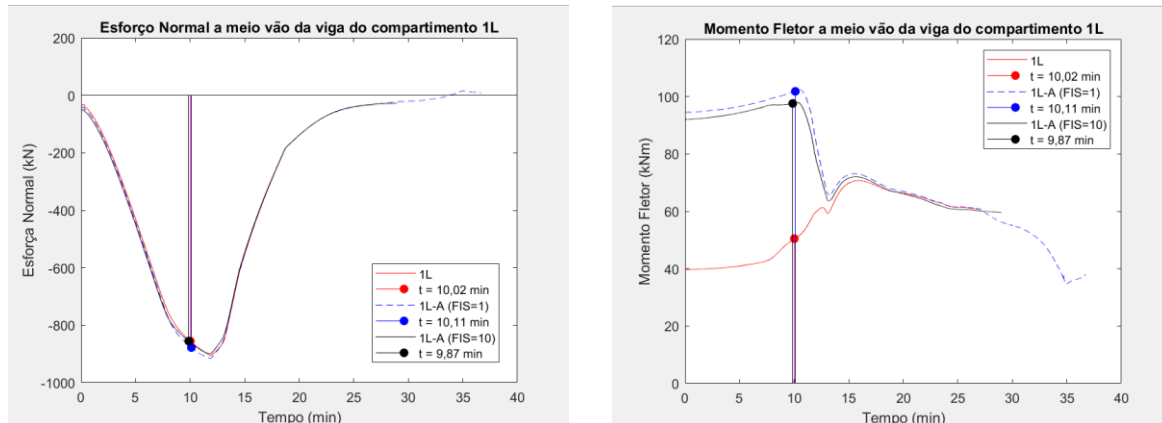 Esforço Normal a meio vão da viga do compartimento 1L
200
0
-200
-400
-600
-800
-1000
Esforça Normal (kN)
0 5 10 15 20 25 30 35 40
Tempo (min)
1L
t = 10,02 min
1L-A (FIS=1)
t = 10,11 min
1L-A (FIS=10)
t = 9,87 min
Momento Fletor a meio vão da viga do compartimento 1L
120
100
80
60
40
20
0
Momento Fletor (kNm)
0 5 10 15 20 25 30 35 40
Tempo (min)
1L
t = 10,02 min
1L-A (FIS=1)
t = 10,11 min
1L-A (FIS=10)
t = 9,87 min